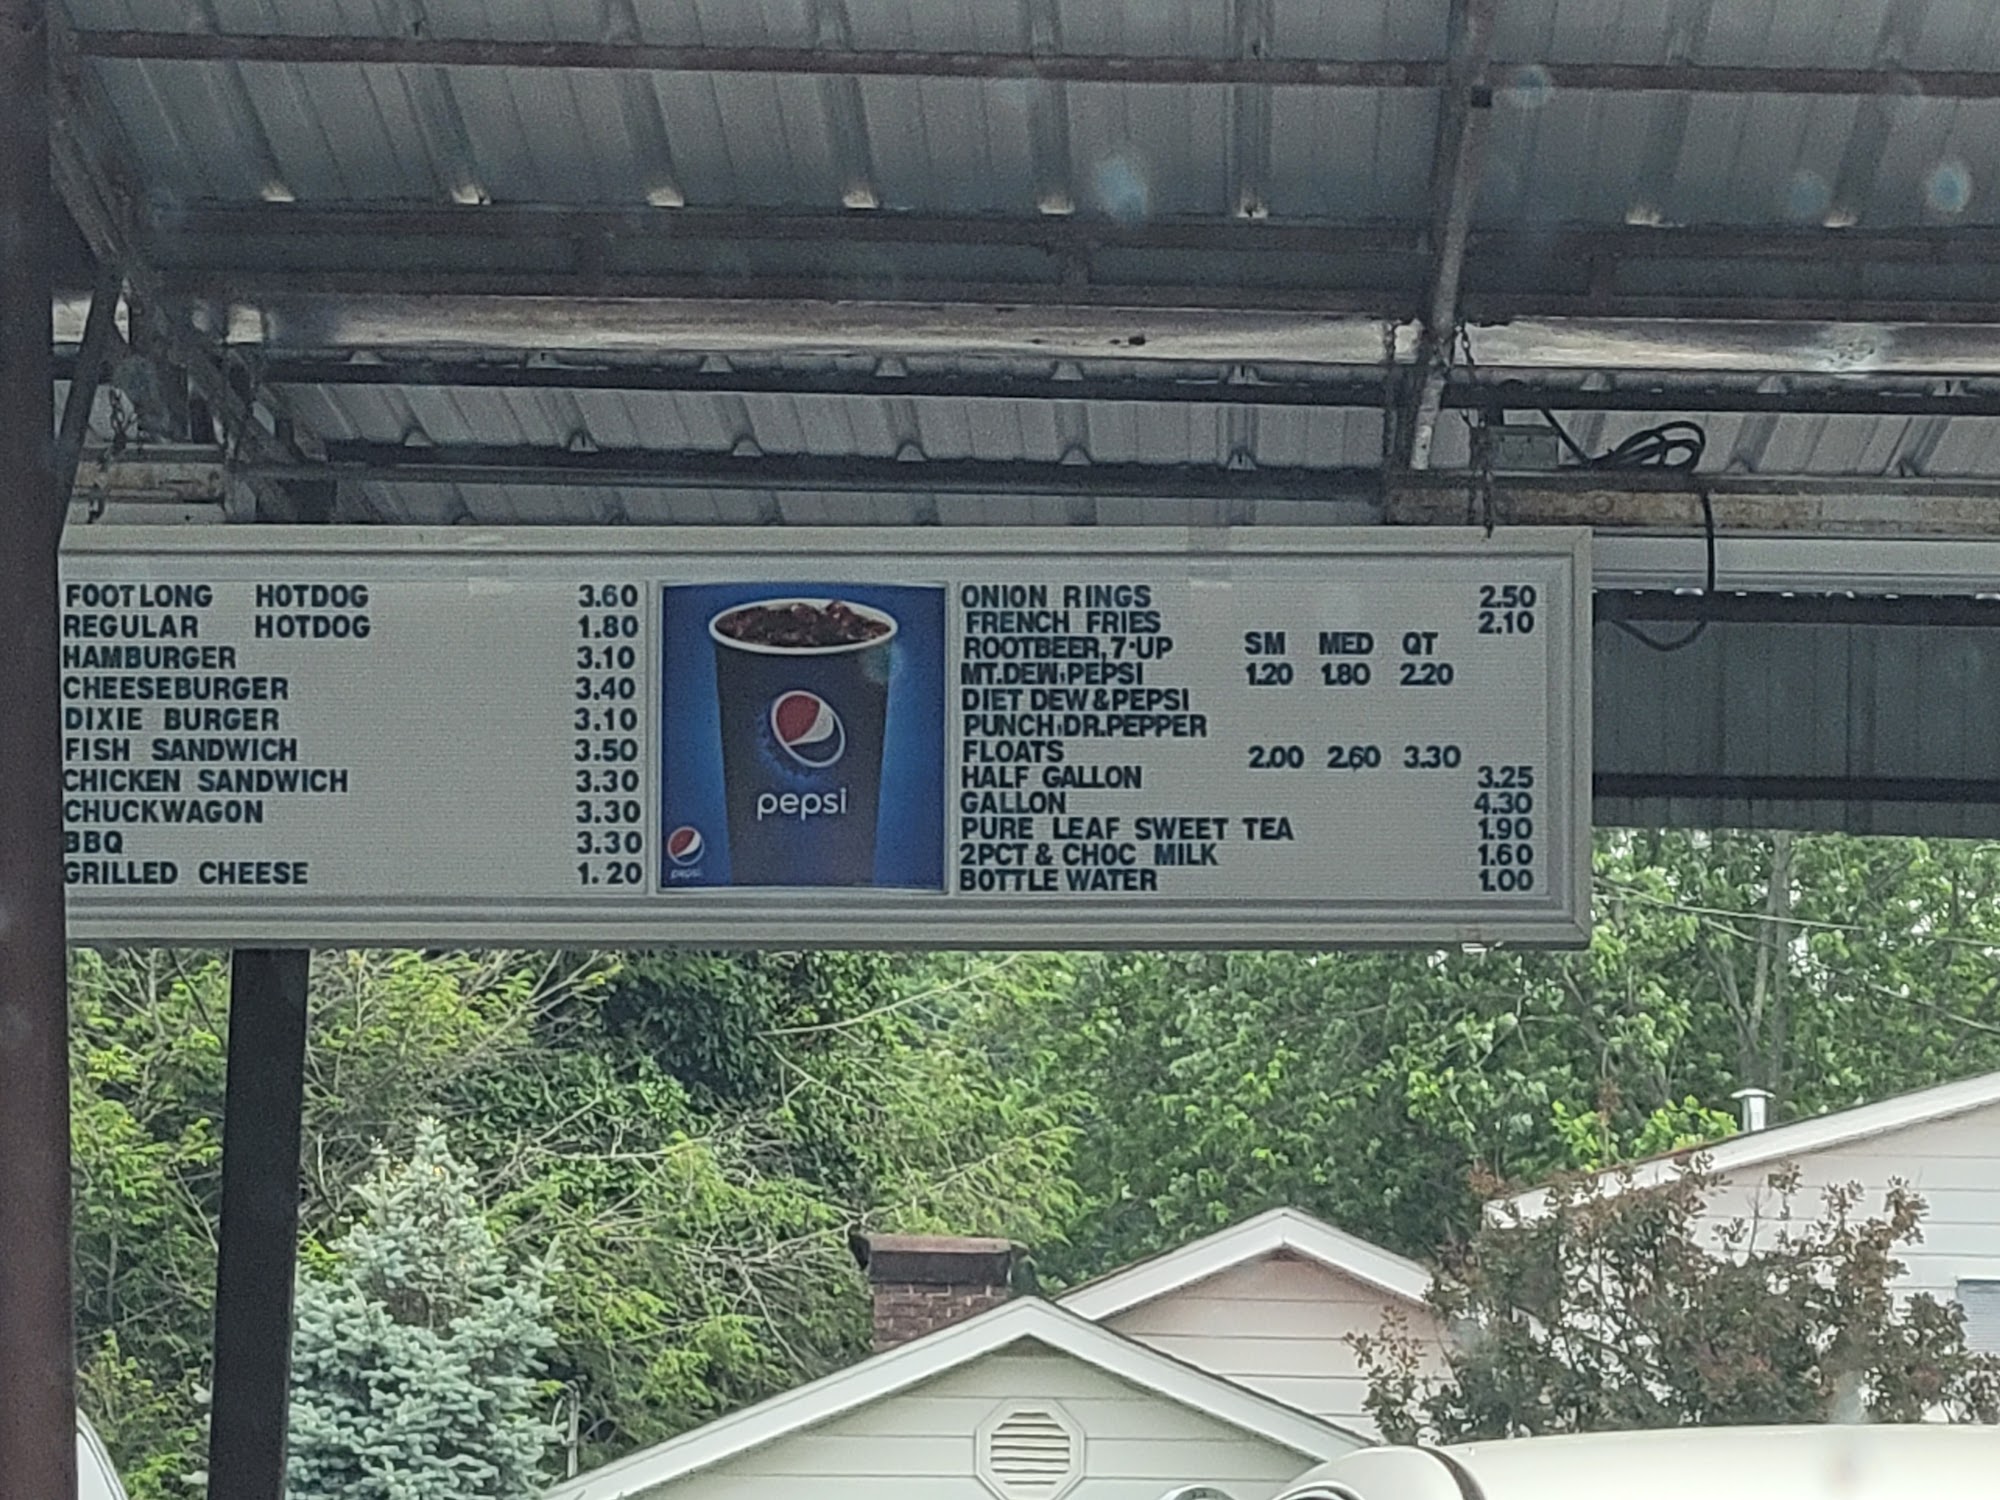 FOOTLONG HOTDOG 3.60
REGULAR HOTDOG 1.80
HAMBURGER 3.10
CHEESEBURGER 3.40
DIXIE BURGER 3.10
FISH SANDWICH 3.50
CHICKEN SANDWICH 3.30
CHUCKWAGON 3.30
BBQ 3.30
GRILLED CHEESE 1.20
pepsi
pepsi
ONION RINGS 2.50
FRENCH FRIES 2.10
ROOTBEER, 7-UP SM MED QT
MT.DEW,PEPSI 1.20 1.80 2.20
DIET DEW & PEPSI
PUNCH,DR.PEPPER
FLOATS 2.00 2.60 3.30
HALF GALLON 3.25
GALLON 4.30
PURE LEAF SWEET TEA 1.90
2PCT & CHOC MILK 1.60
BOTTLE WATER 1.00